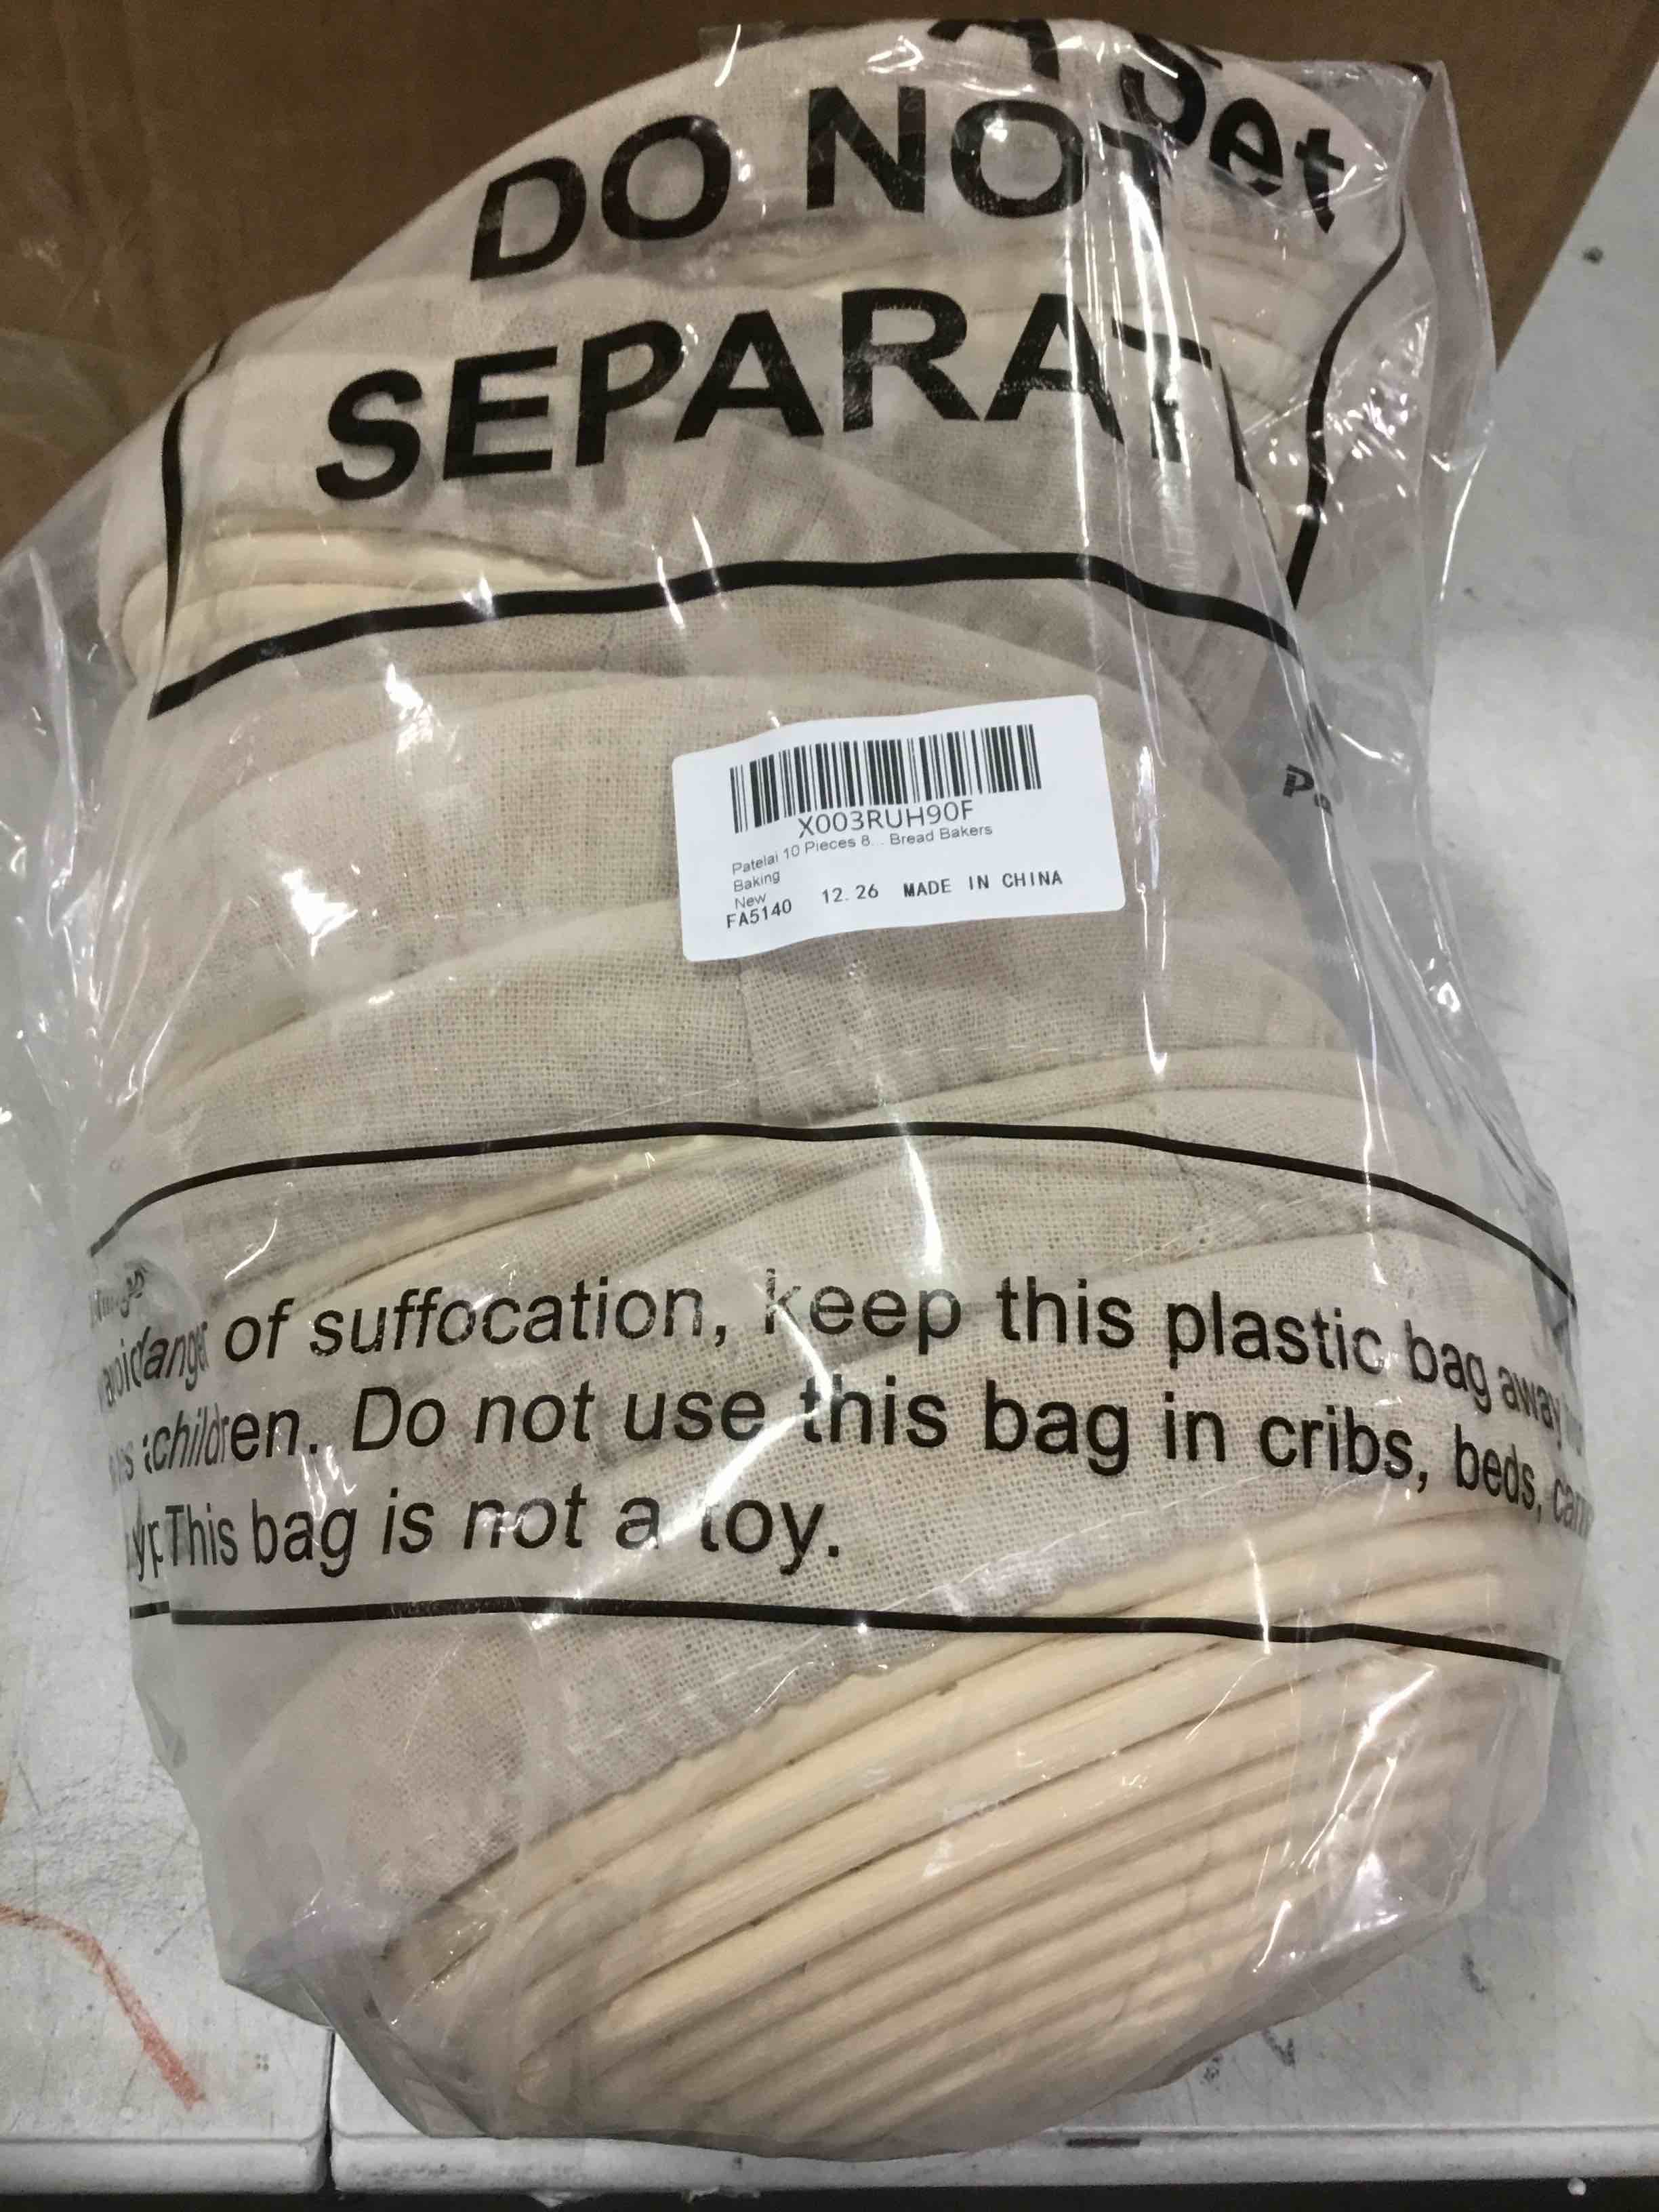 A Set
DO NOT
SEPARAT
X003RUH90F
Patelai 10 Pieces 8... Bread Bakers
Baking
New
FA5140 12.26 MADE IN CHINA
of suffocation, keep this plastic bag away
children. Do not use this bag in cribs, beds,
This bag is not a toy.